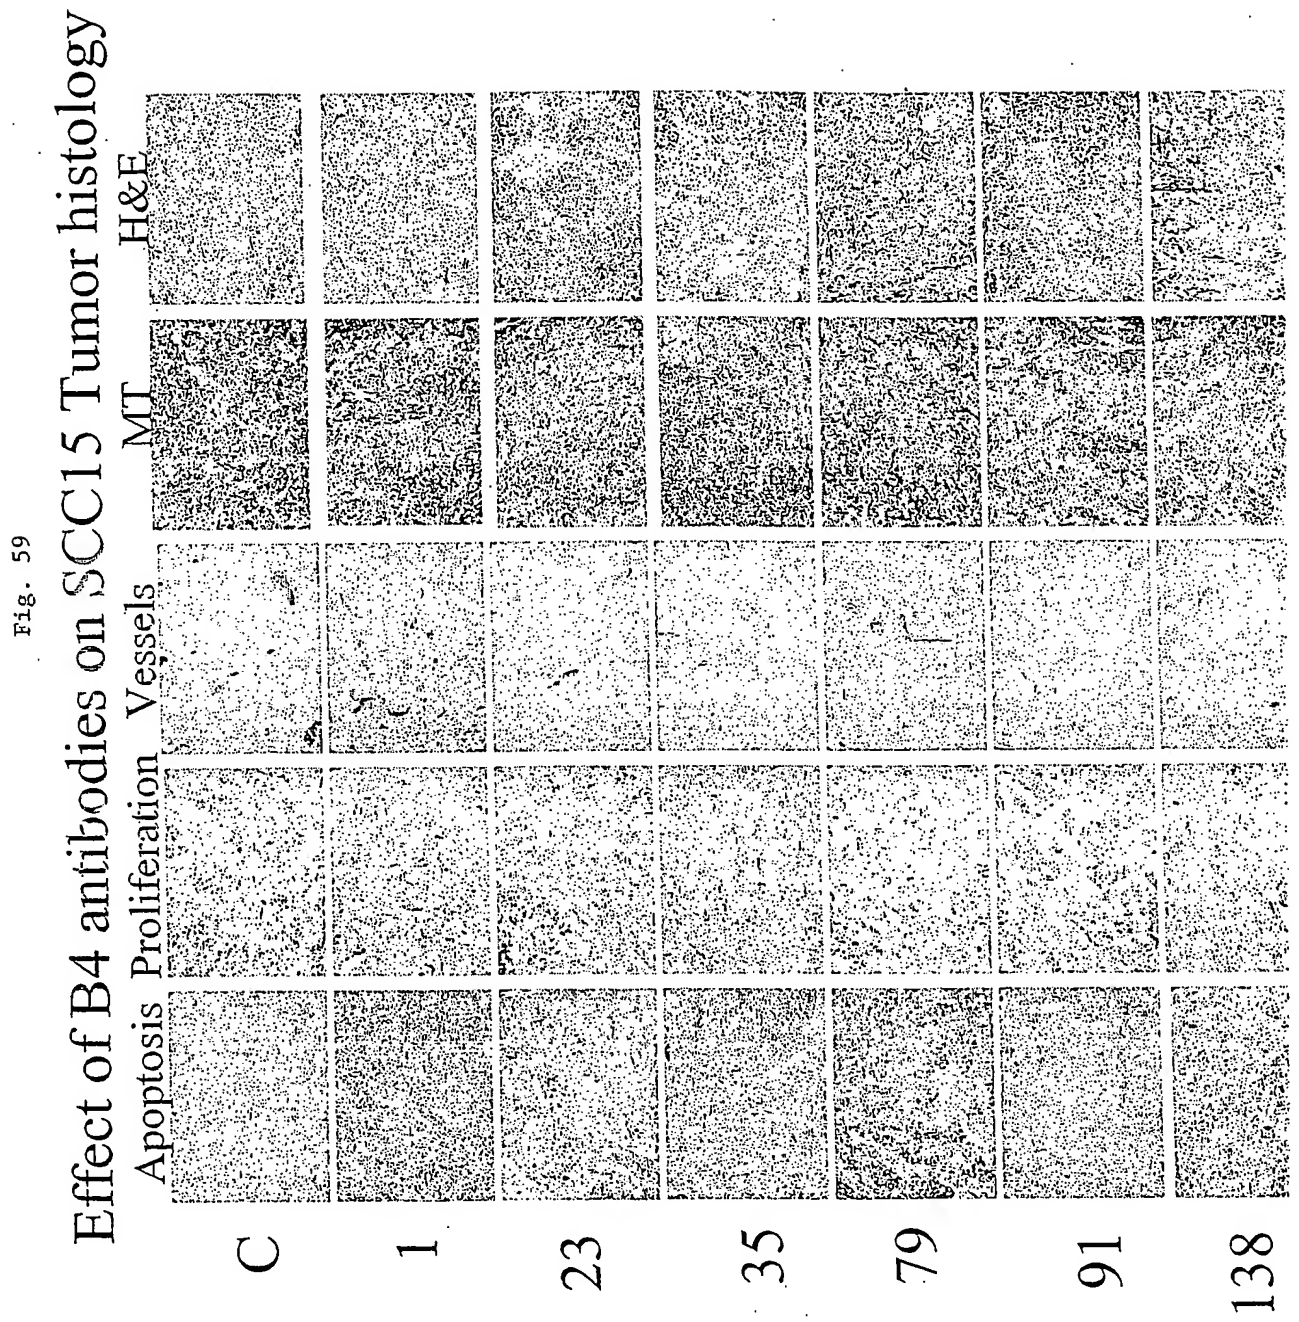 Fig. 59
Effect of B4 antibodies on SCC15 Tumor histology
Apoptosis Proliferation Vessels MT H&E
C
1
23
35
79
91
138